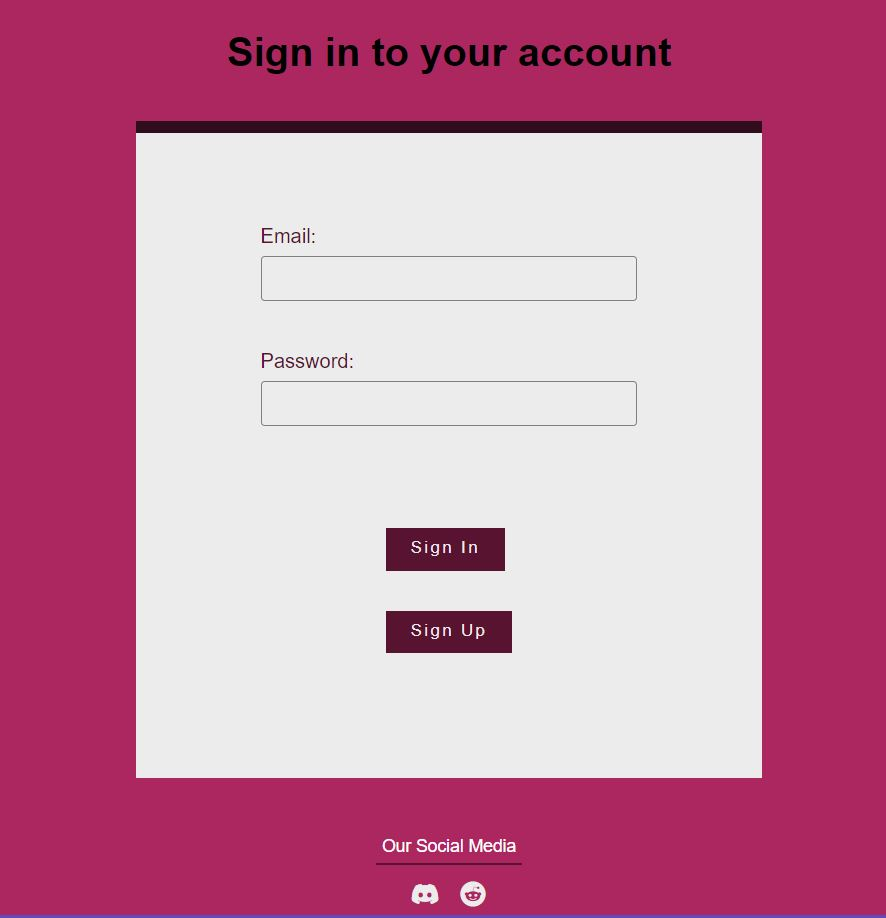 Sign in to your account
Email:
Password:
Sign In
Sign Up
Our Social Media